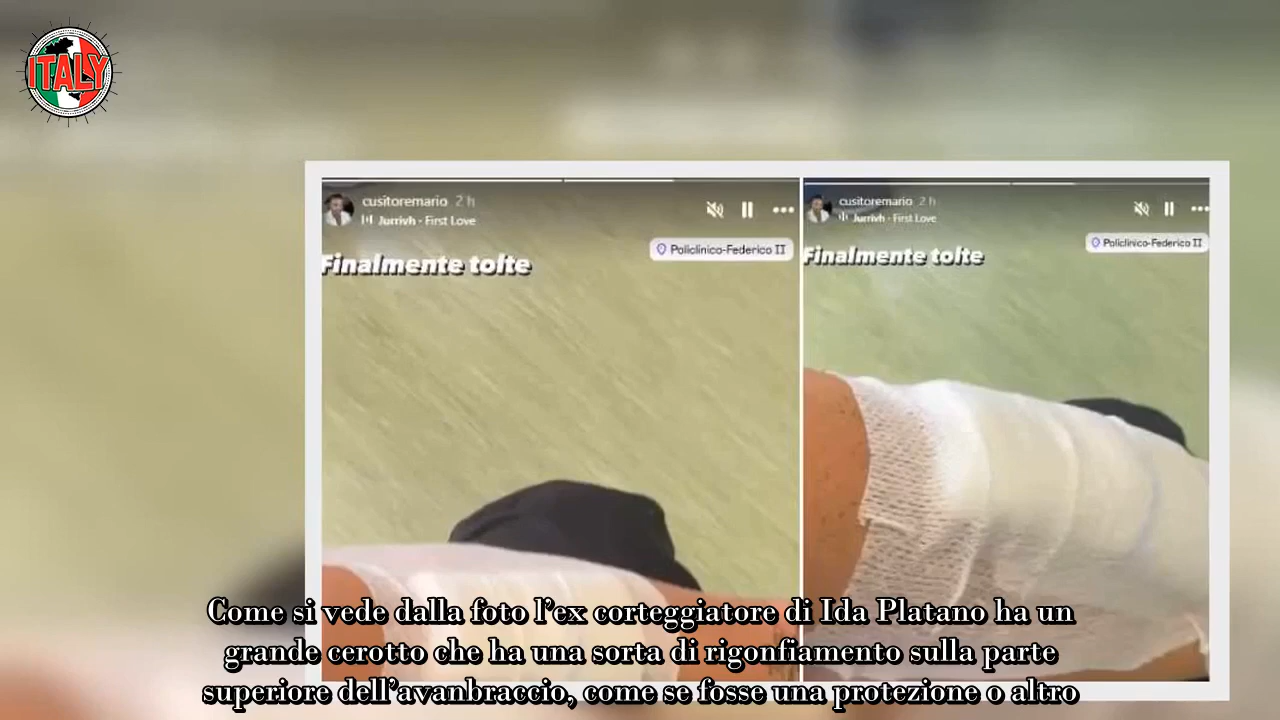 ITALY
cusitoremario 2 h
Jurrivh · First Love
Policlinico-Federico II
Finalmente tolte
cusitoremario 2 h
Jurrivh · First Love
Policlinico-Federico II
Finalmente tolte
Come si vede dalla foto l'ex corteggiatore di Ida Platano ha un
grande cerotto che ha una sorta di rigonfiamento sulla parte
superiore dell'avanbraccio, come se fosse una protezione o altro